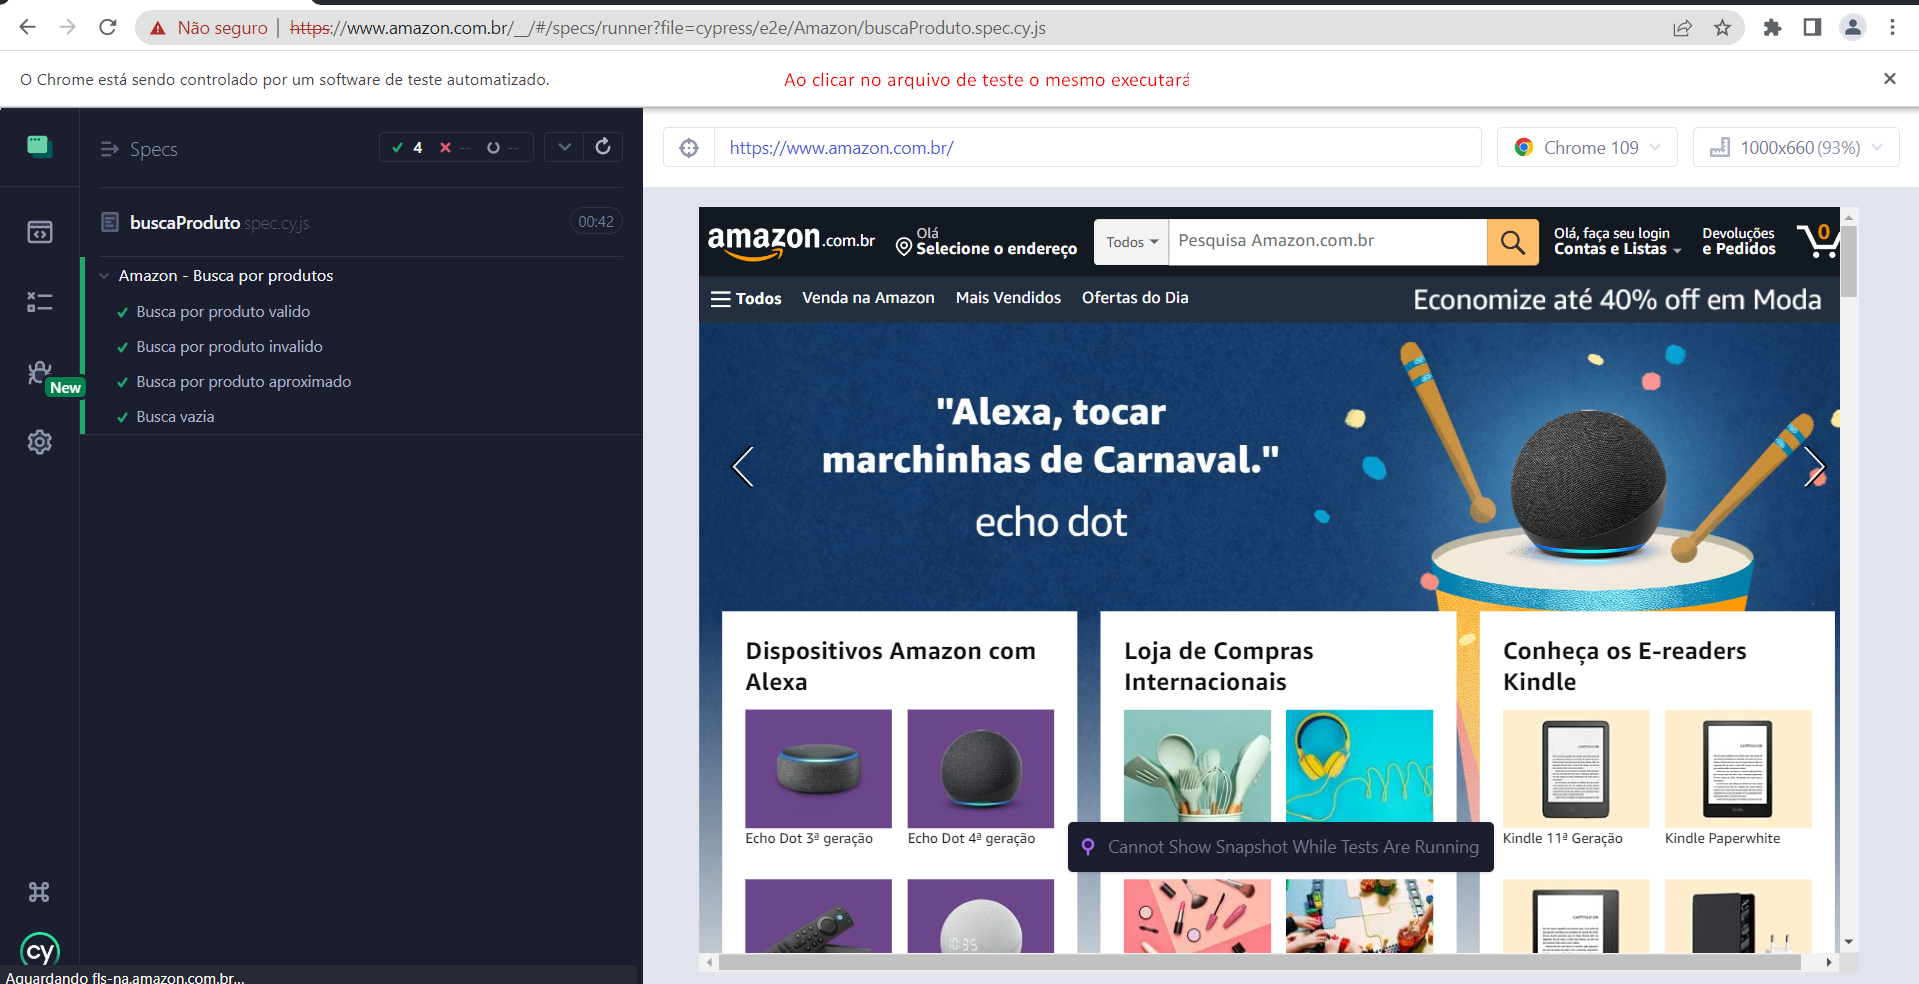 Não seguro | https://www.amazon.com.br/__/#/specs/runner?file=cypress/e2e/Amazon/buscaProduto.spec.cy.js
O Chrome está sendo controlado por um software de teste automatizado.
Ao clicar no arquivo de teste o mesmo executará
Specs
4
--
--
buscaProduto.spec.cy.js
00:42
Amazon - Busca por produtos
Busca por produto valido
Busca por produto invalido
Busca por produto aproximado
Busca vazia
New
cy
Aguardando fls-na.amazon.com.br...
https://www.amazon.com.br/
Chrome 109
1000x660 (93%)
amazon.com.br
Olá
Selecione o endereço
Todos
Pesquisa Amazon.com.br
Olá, faça seu login
Contas e Listas
Devoluções
e Pedidos
0
Todos
Venda na Amazon
Mais Vendidos
Ofertas do Dia
Economize até 40% off em Moda
"Alexa, tocar
marchinhas de Carnaval."
echo dot
Dispositivos Amazon com
Alexa
Echo Dot 3ª geração
Echo Dot 4ª geração
10:35
Loja de Compras
Internacionais
Cannot Show Snapshot While Tests Are Running
Conheça os E-readers
Kindle
Kindle 11ª Geração
Kindle Paperwhite